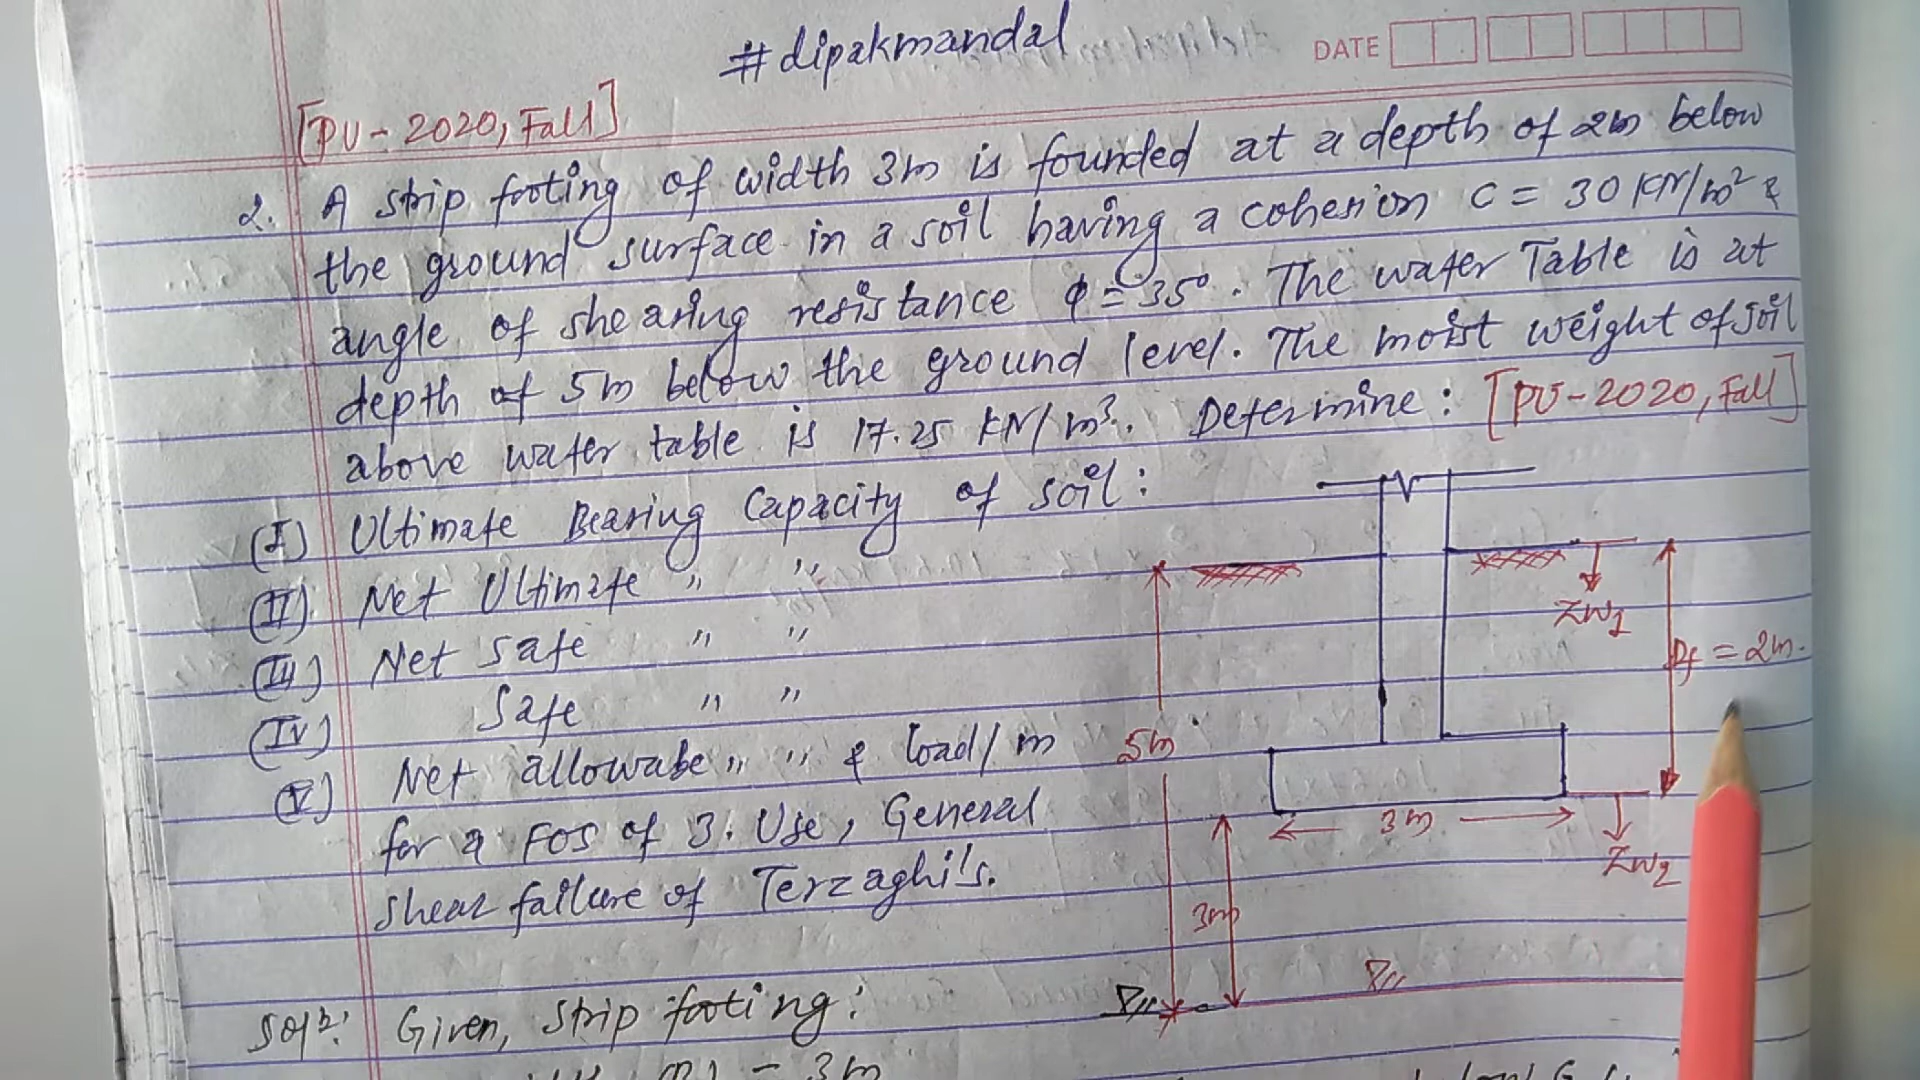 #dipakmandal
DATE
[PU - 2020, Fall]
2. A strip footing of width 3m is founded at a depth of 2m below
the ground surface in a soil having a cohesion c = 30 KN/m² &
angle of shearing resistance φ = 35°. The water Table is at
depth of 5m below the ground level. The moist weight of soil
above water table is 17.25 KN/m³. Determine: [PU-2020, Fall]
(I) Ultimate Bearing Capacity of soil:
(II) Net Ultimate " "
(III) Net safe " "
(IV) Safe " "
(V) Net allowabe " " & load/m
for a FOS of 3. Use, General
shear failure of Terzaghi's.
Zw1
Df = 2m.
5m
3m
Zw2
3m
Solⁿ: Given, strip footing:
= 3m